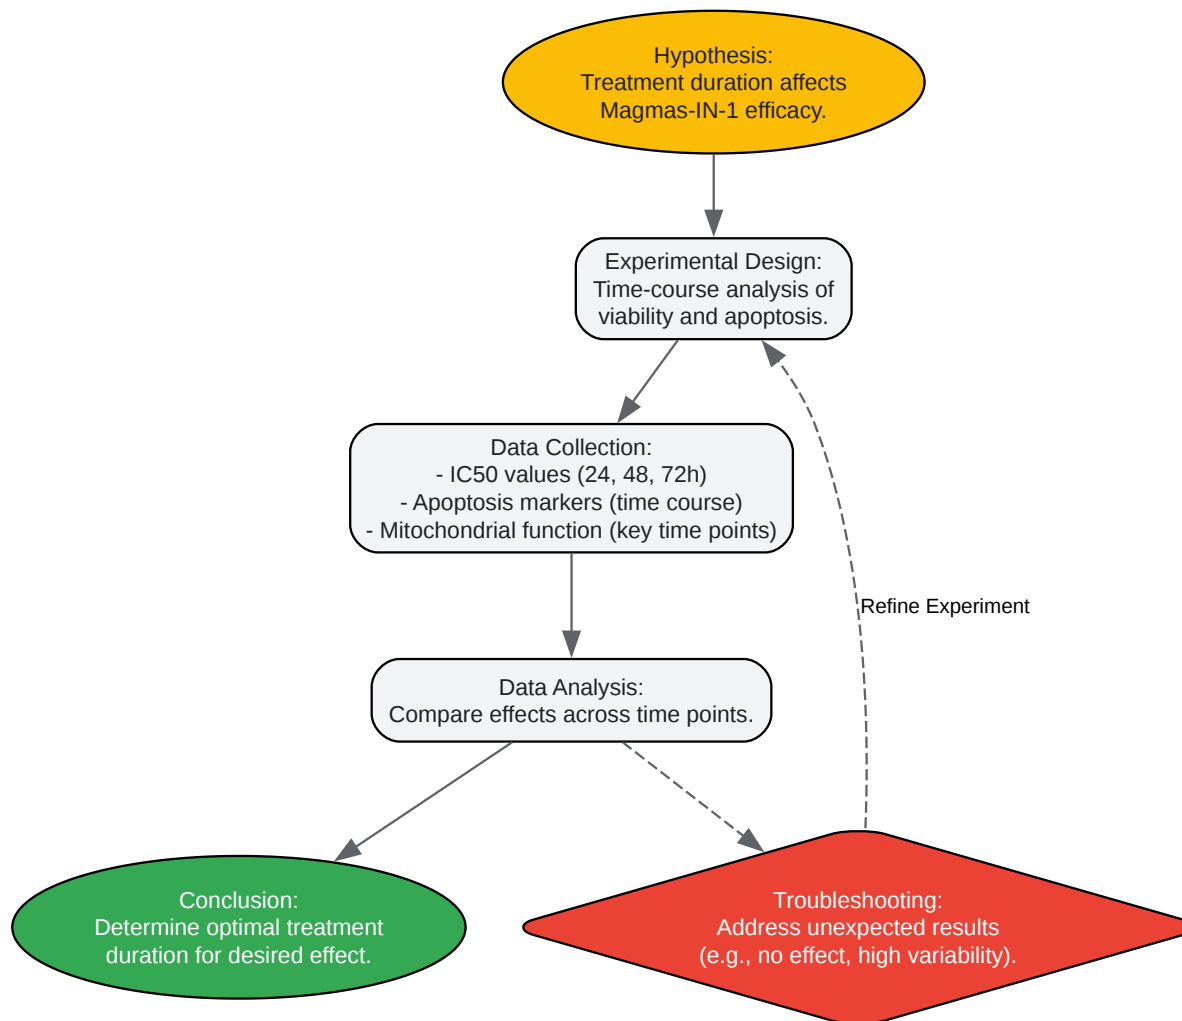 Hypothesis:
Treatment duration affects
Magmas-IN-1 efficacy.
Experimental Design:
Time-course analysis of
viability and apoptosis.
Data Collection:
- IC50 values (24, 48, 72h)
- Apoptosis markers (time course)
- Mitochondrial function (key time points)
Refine Experiment
Data Analysis:
Compare effects across time points.
Conclusion:
Determine optimal treatment
duration for desired effect.
Troubleshooting:
Address unexpected results
(e.g., no effect, high variability).